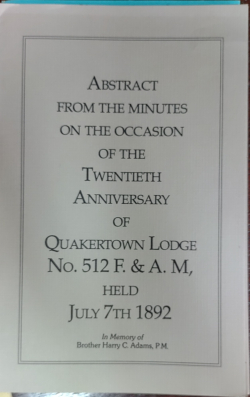 ABSTRACT
FROM THE MINUTES
ON THE OCCASION
OF THE
TWENTIETH
ANNIVERSARY
OF
QUAKERTOWN LODGE
NO. 512 F. & A. M,
HELD
JULY 7TH 1892
In Memory of
Brother Harry C. Adams, P.M.